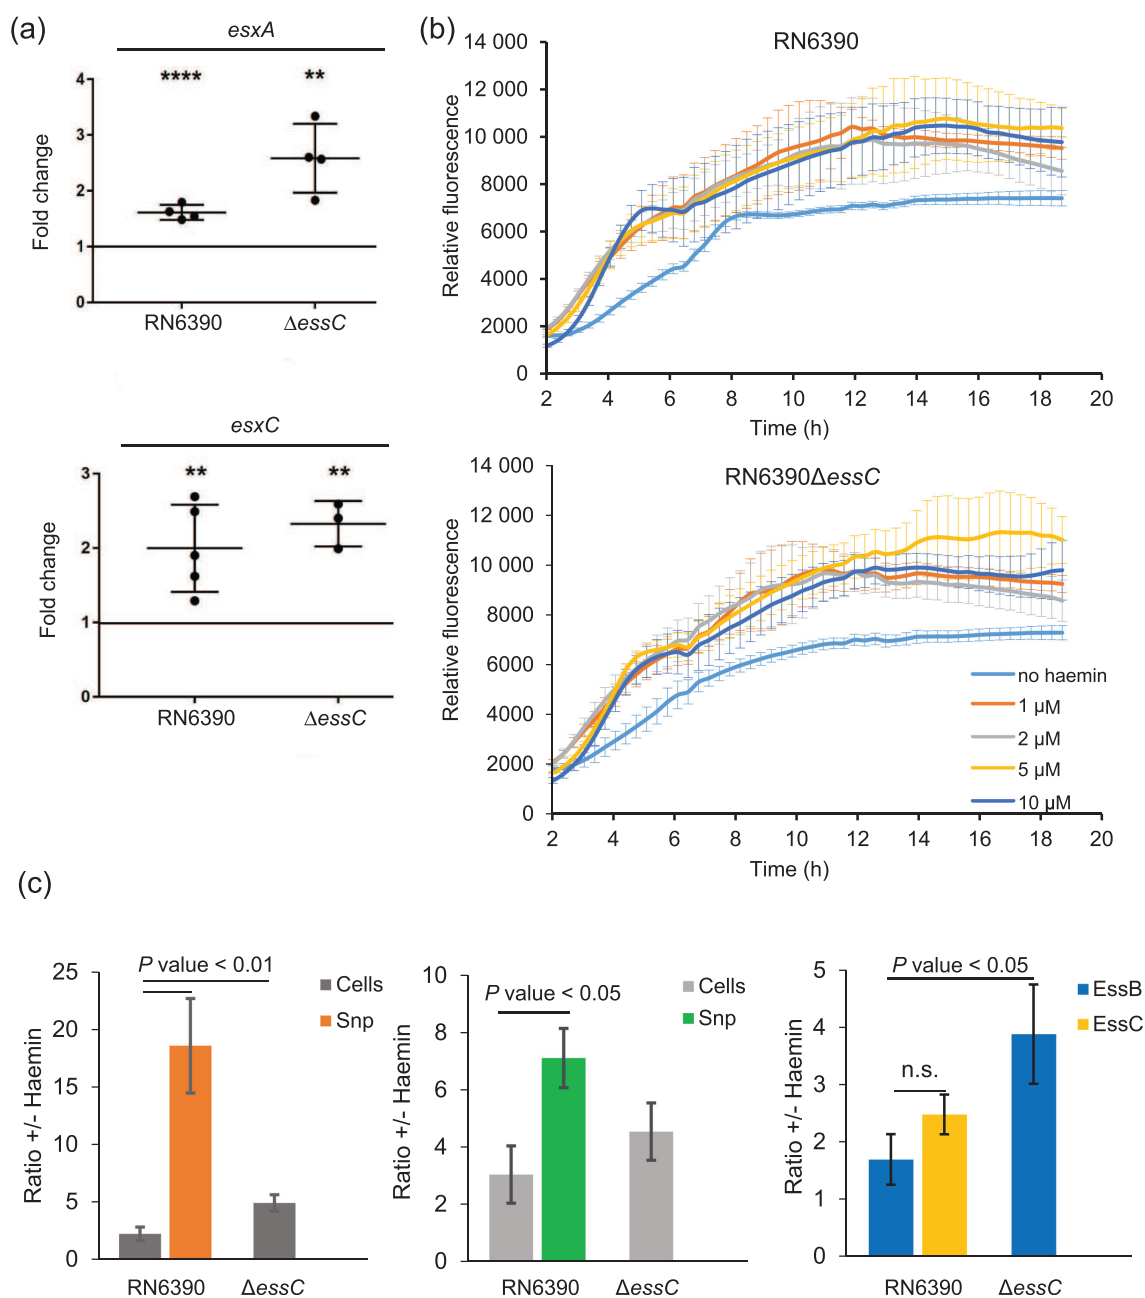 (a)
esxA
****
**
4
3
2
1
0
Fold change
RN6390
ΔessC
esxC
**
**
3
2
1
0
Fold change
RN6390
ΔessC
(b)
RN6390
14 000
12 000
10 000
8000
6000
4000
2000
0
Relative fluorescence
2 4 6 8 10 12 14 16 18 20
Time (h)
RN6390ΔessC
14 000
12 000
10 000
8000
6000
4000
2000
0
Relative fluorescence
no haemin
1 µM
2 µM
5 µM
10 µM
2 4 6 8 10 12 14 16 18 20
Time (h)
(c)
P value < 0.01
Cells
Snp
25
20
15
10
5
0
Ratio +/- Haemin
RN6390
ΔessC
P value < 0.05
Cells
Snp
10
8
6
4
2
0
Ratio +/- Haemin
RN6390
ΔessC
P value < 0.05
n.s.
EssB
EssC
5
4
3
2
1
0
Ratio +/- Haemin
RN6390
ΔessC